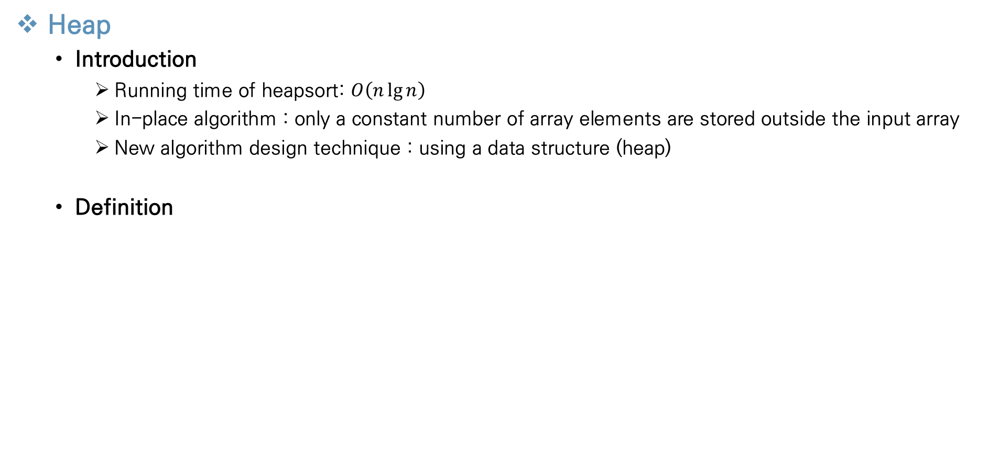 ❖ Heap
• Introduction
➢ Running time of heapsort: O(n lg n)
➢ In-place algorithm : only a constant number of array elements are stored outside the input array
➢ New algorithm design technique : using a data structure (heap)
• Definition